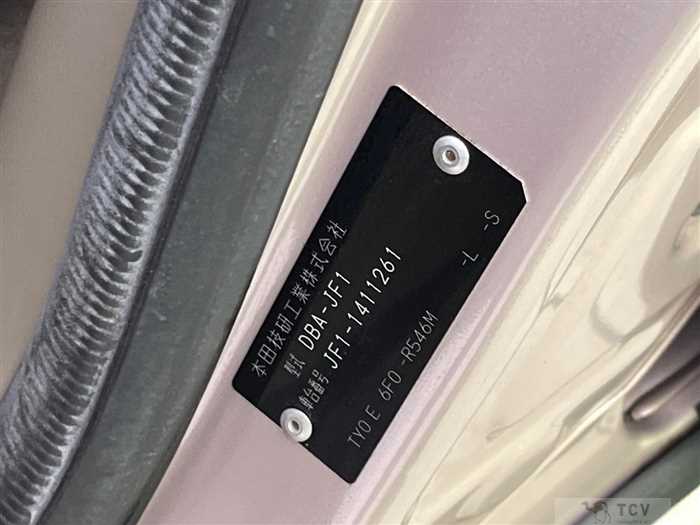 本田技研工業株式会社
型式 DBA-JF1
車台番号 JF1-1411261
TY0 E 6F0 -R546M -L -S
TCV